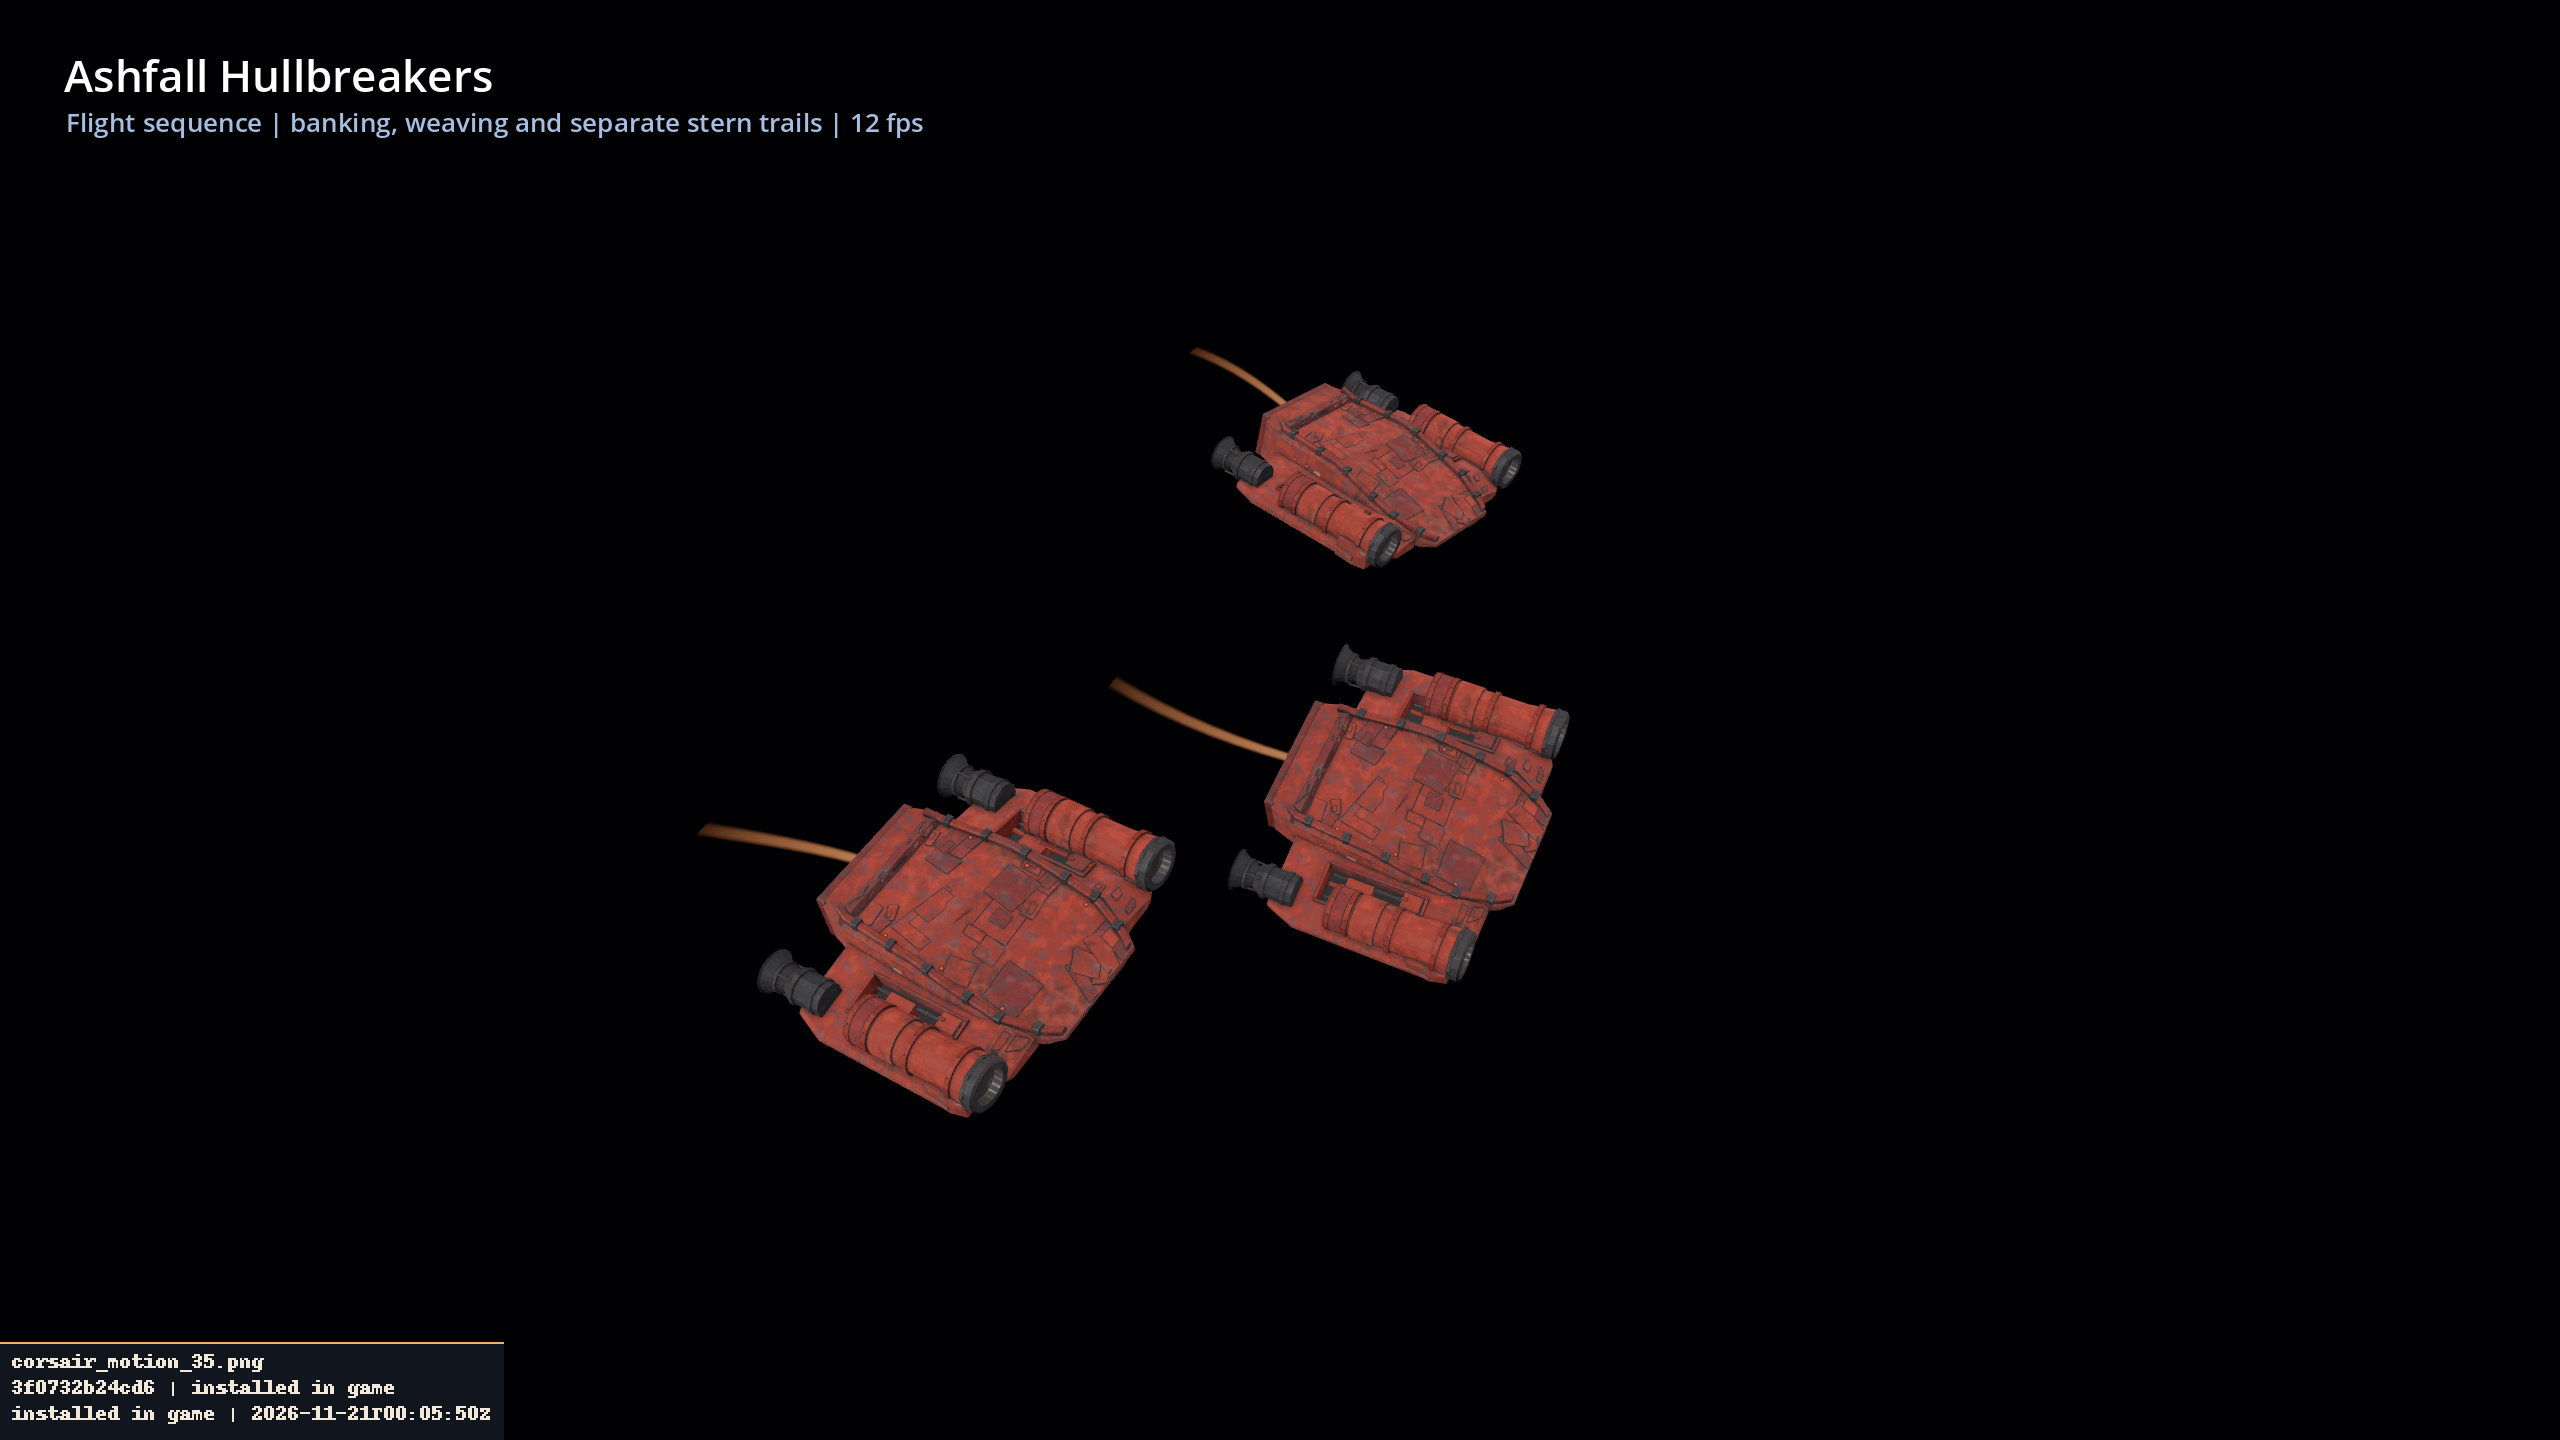 Ashfall Hullbreakers
Flight sequence | banking, weaving and separate stern trails | 12 fps
corsair_motion_35.png
3f0732b24cd6 | installed in game
installed in game | 2026-11-21T00:05:50Z